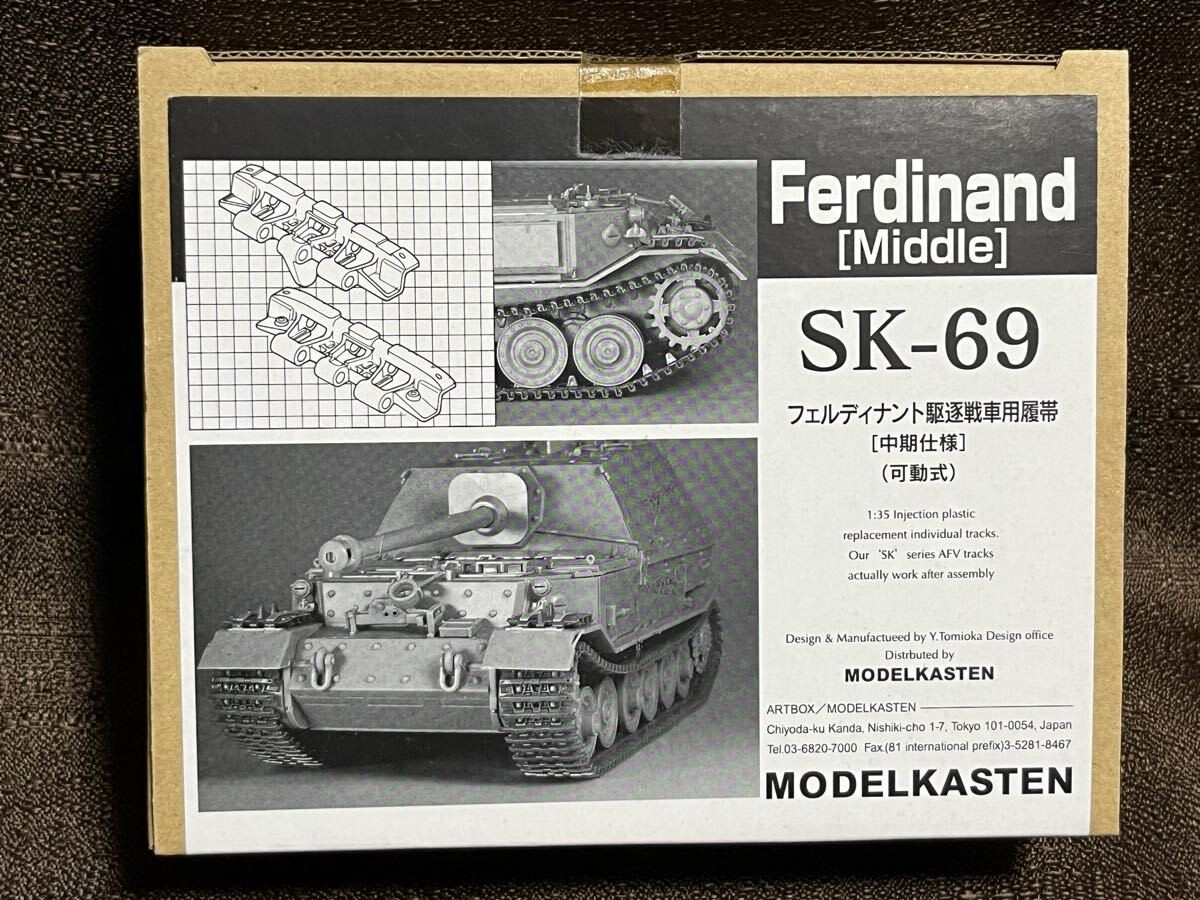 Ferdinand
[Middle]
SK-69
フェルディナント駆逐戦車用履帯
[中期仕様]
(可動式)
1:35 Injection plastic
replacement individual tracks.
Our 'SK' series AFV tracks
actually work after assembly
Design & Manufactueed by Y.Tomioka Design office
Distrbuted by
MODELKASTEN
ARTBOX/MODELKASTEN
Chiyoda-ku Kanda, Nishiki-cho 1-7, Tokyo 101-0054, Japan
Tel.03-6820-7000 Fax.(81 international prefix)3-5281-8467
MODELKASTEN